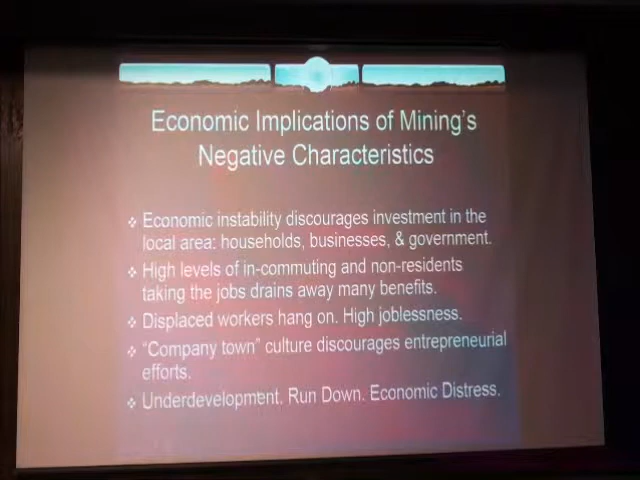 Economic Implications of Mining's
Negative Characteristics
❖ Economic instability discourages investment in the
local area: households, businesses, & government.
❖ High levels of in-commuting and non-residents
taking the jobs drains away many benefits.
❖ Displaced workers hang on. High joblessness.
❖ "Company town" culture discourages entrepreneurial
efforts.
❖ Underdevelopment. Run Down. Economic Distress.